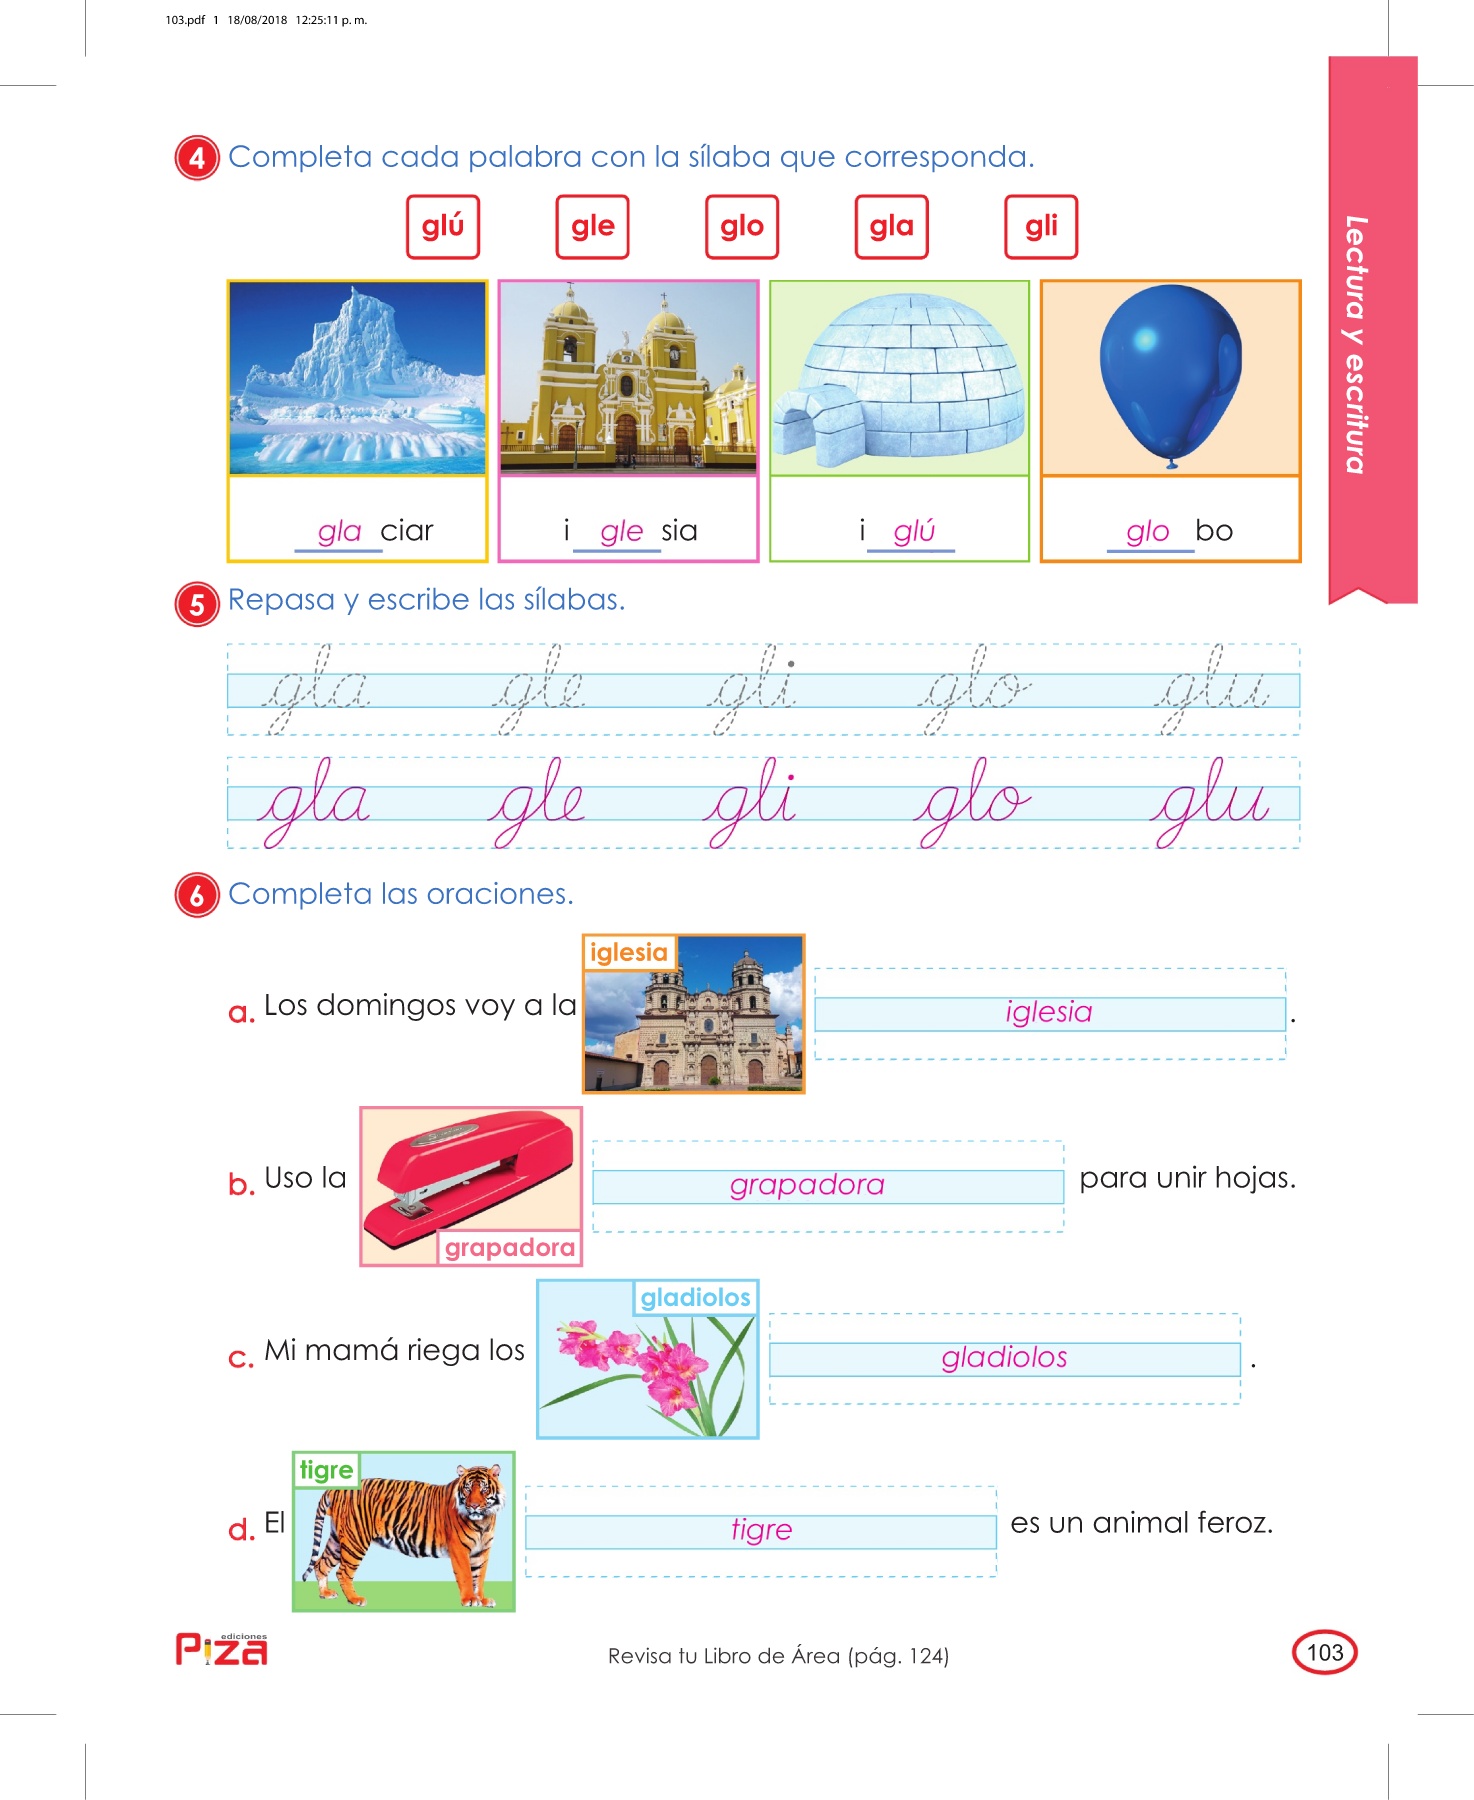 103.pdf 1 18/08/2018 12:25:11 p. m.
Lectura y escritura
4 Completa cada palabra con la sílaba que corresponda.
glú gle glo gla gli
gla ciar i gle sia i glú glo bo
5 Repasa y escribe las sílabas.
gla gle gli glo glu
gla gle gli glo glu
6 Completa las oraciones.
iglesia
a. Los domingos voy a la iglesia .
b. Uso la grapadora para unir hojas.
grapadora
gladiolos
c. Mi mamá riega los gladiolos .
tigre
d. El tigre es un animal feroz.
ediciones
Piza
Revisa tu Libro de Área (pág. 124)
103